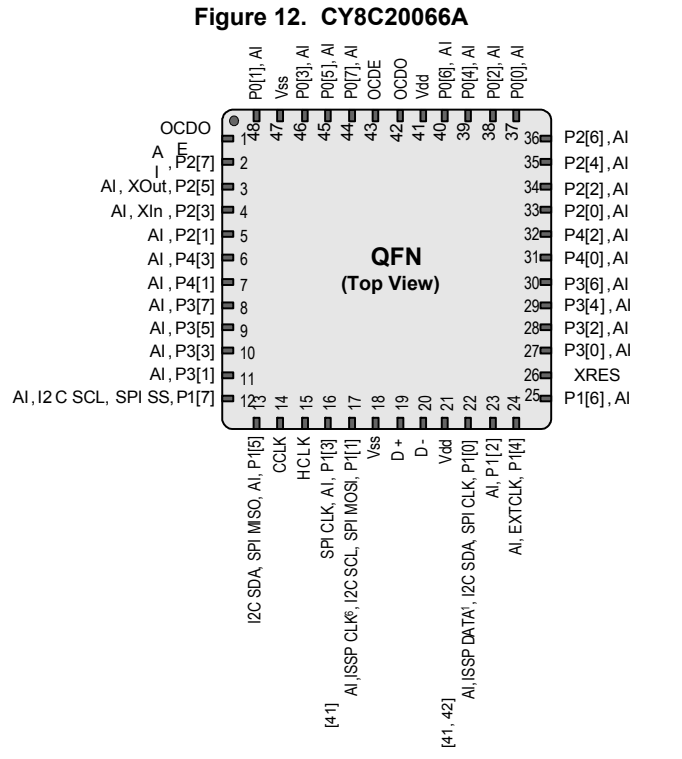 Figure 12. CY8C20066A
P0[1], AI
Vss
P0[3], AI
P0[5], AI
P0[7], AI
OCDE
OCDO
Vdd
P0[6], AI
P0[4], AI
P0[2], AI
P0[0], AI
48
47
46
45
44
43
42
41
40
39
38
37
OCDO
E
1
A
I
, P2[7] 2
AI , XOut, P2[5] 3
AI , XIn , P2[3] 4
AI , P2[1] 5
AI , P4[3] 6
AI , P4[1] 7
AI , P3[7] 8
AI , P3[5] 9
AI , P3[3] 10
AI , P3[1] 11
AI , I2 C SCL, SPI SS, P1[7] 12
QFN
(Top View)
36 P2[6] , AI
35 P2[4] , AI
34 P2[2] , AI
33 P2[0] , AI
32 P4[2] , AI
31 P4[0] , AI
30 P3[6] , AI
29 P3[4] , AI
28 P3[2] , AI
27 P3[0] , AI
26 XRES
25 P1[6] , AI
13
14
15
16
17
18
19
20
21
22
23
24
I2C SDA, SPI MISO, AI, P1[5]
CCLK
HCLK
SPI CLK, AI, P1[3]
AI,ISSP CLK⁶, I2C SCL, SPI MOSI, P1[1]
Vss
D +
D -
Vdd
AI,ISSP DATA¹, I2C SDA, SPI CLK, P1[0]
AI, P1[2]
AI, EXTCLK, P1[4]
[41]
[41, 42]